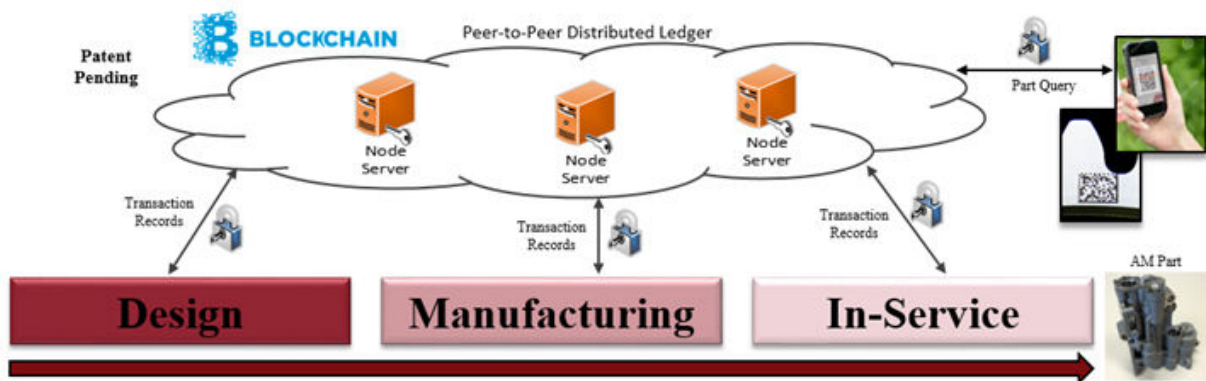 Patent
Pending
BLOCKCHAIN
Peer-to-Peer Distributed Ledger
Node
Server
Node
Server
Node
Server
Part Query
Transaction
Records
Transaction
Records
Transaction
Records
AM Part
Design
Manufacturing
In-Service